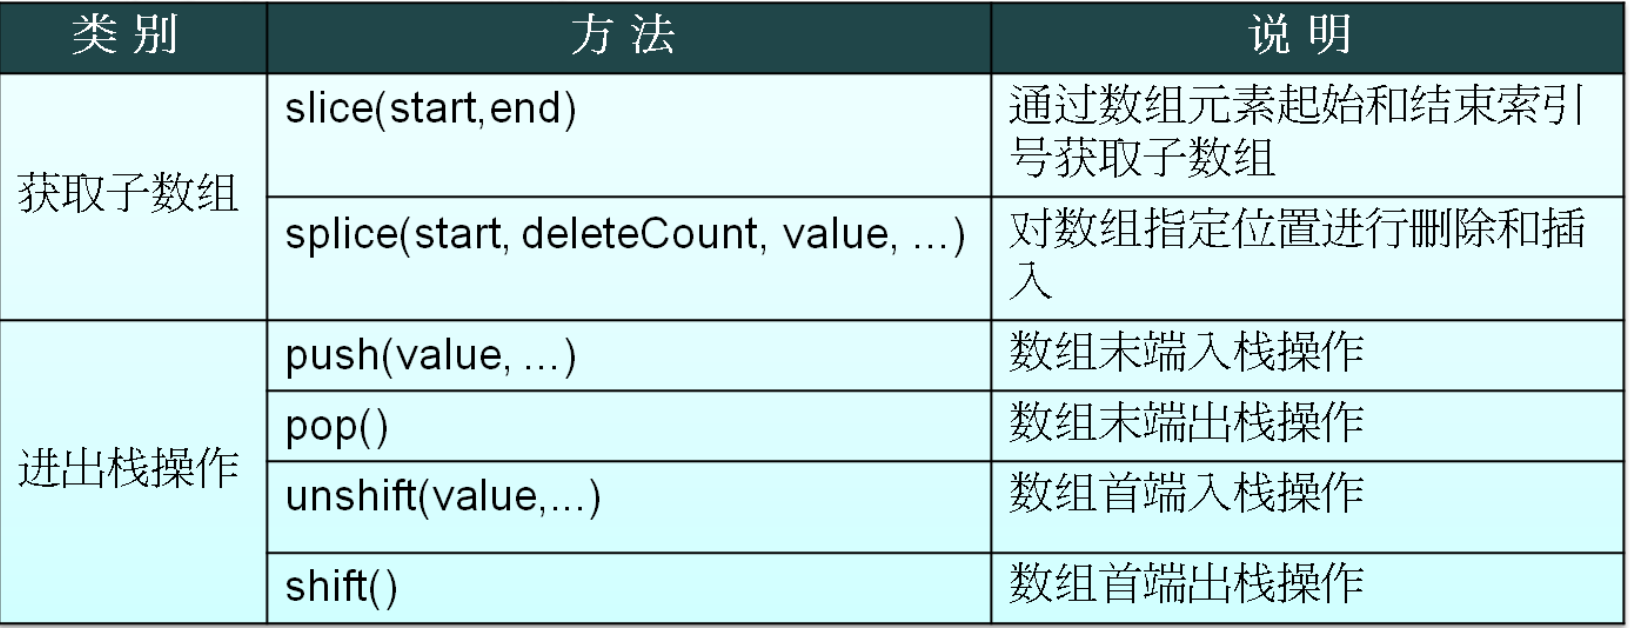 类 别
方 法
说 明
获取子数组
slice(start,end)
通过数组元素起始和结束索引
号获取子数组
splice(start, deleteCount, value, ...)
对数组指定位置进行删除和插
入
进出栈操作
push(value, ...)
数组末端入栈操作
pop()
数组末端出栈操作
unshift(value,...)
数组首端入栈操作
shift()
数组首端出栈操作